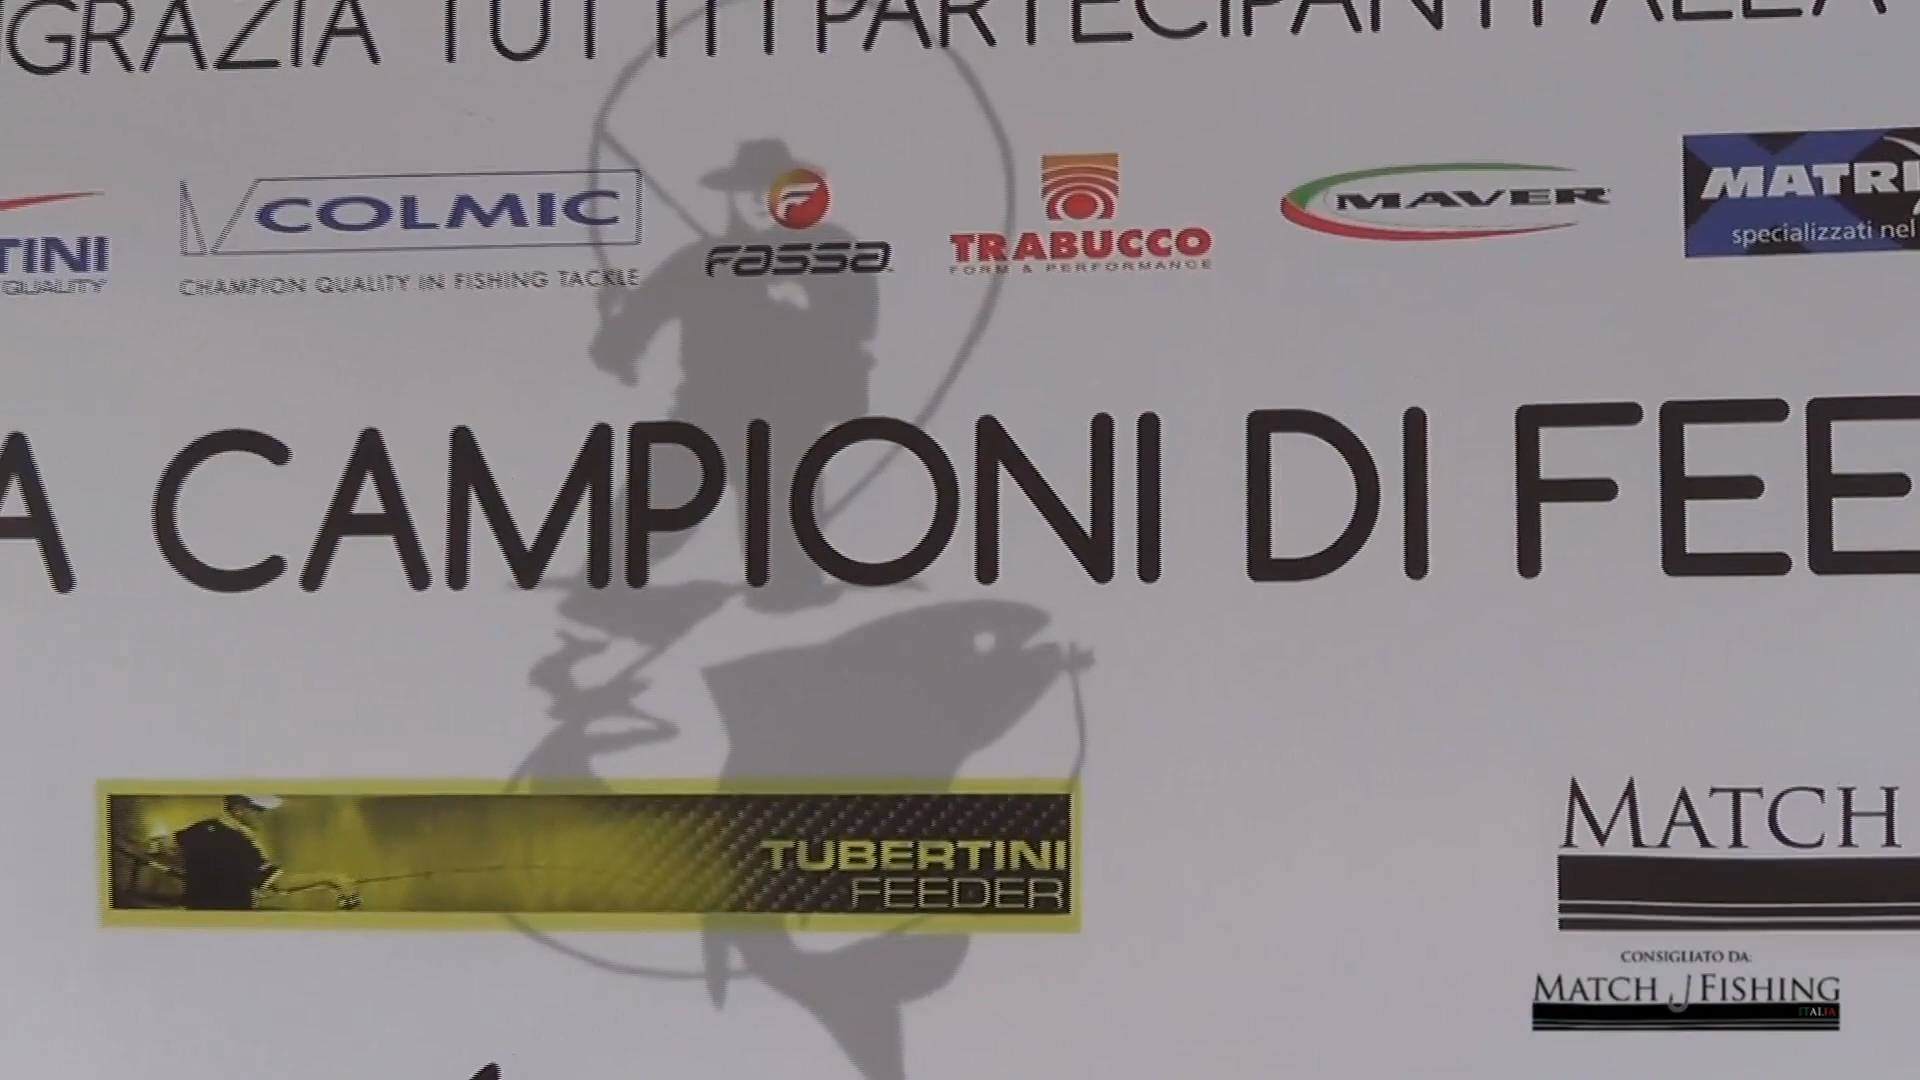 GRAZIA TUTTI I PARTECIPANTI ALLA
TINI
QUALITY
COLMIC
CHAMPION QUALITY IN FISHING TACKLE
F
FASSA
TRABUCCO
FORM & PERFORMANCE
MAVER
MATRI
specializzati nel
A CAMPIONI DI FEE
TUBERTINI
FEEDER
MATCH
CONSIGLIATO DA:
MATCH FISHING
ITALIA